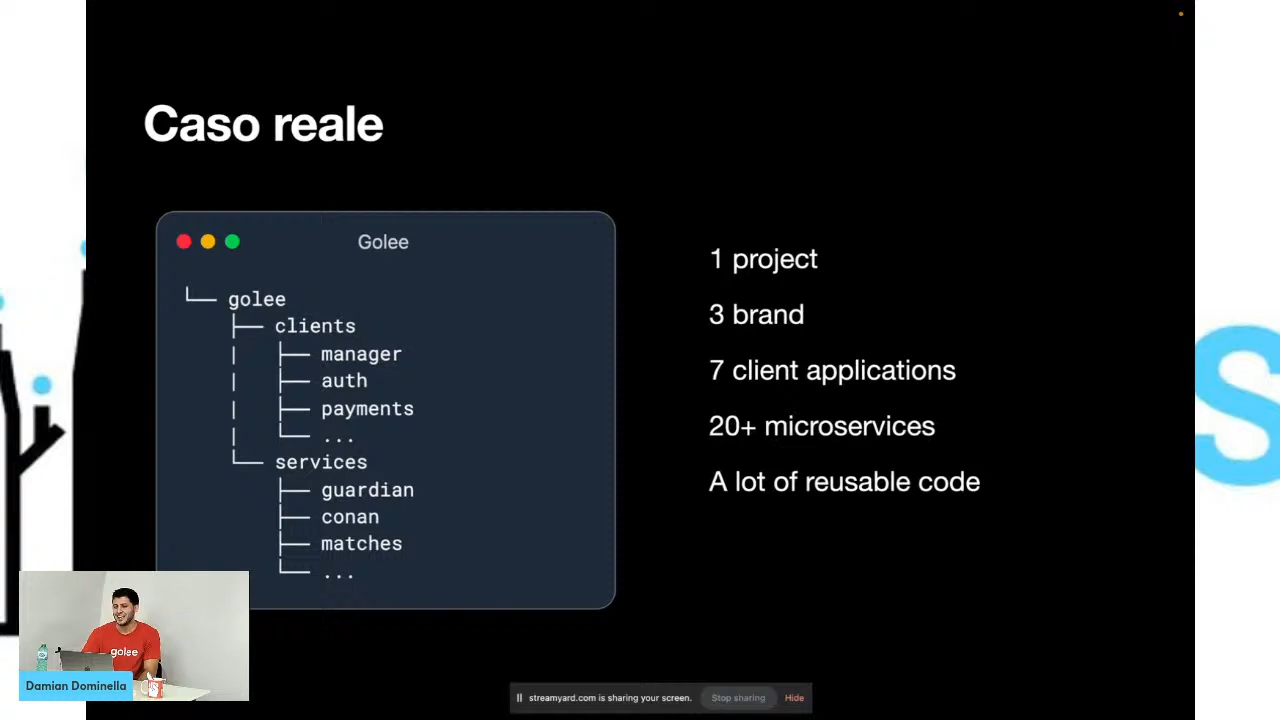 Caso reale
Golee
└── golee
├── clients
│ ├── manager
│ ├── auth
│ ├── payments
│ └── ...
└── services
├── guardian
├── conan
├── matches
└── ...
1 project
3 brand
7 client applications
20+ microservices
A lot of reusable code
S
golee
Damian Dominella
streamyard.com is sharing your screen.
Stop sharing
Hide